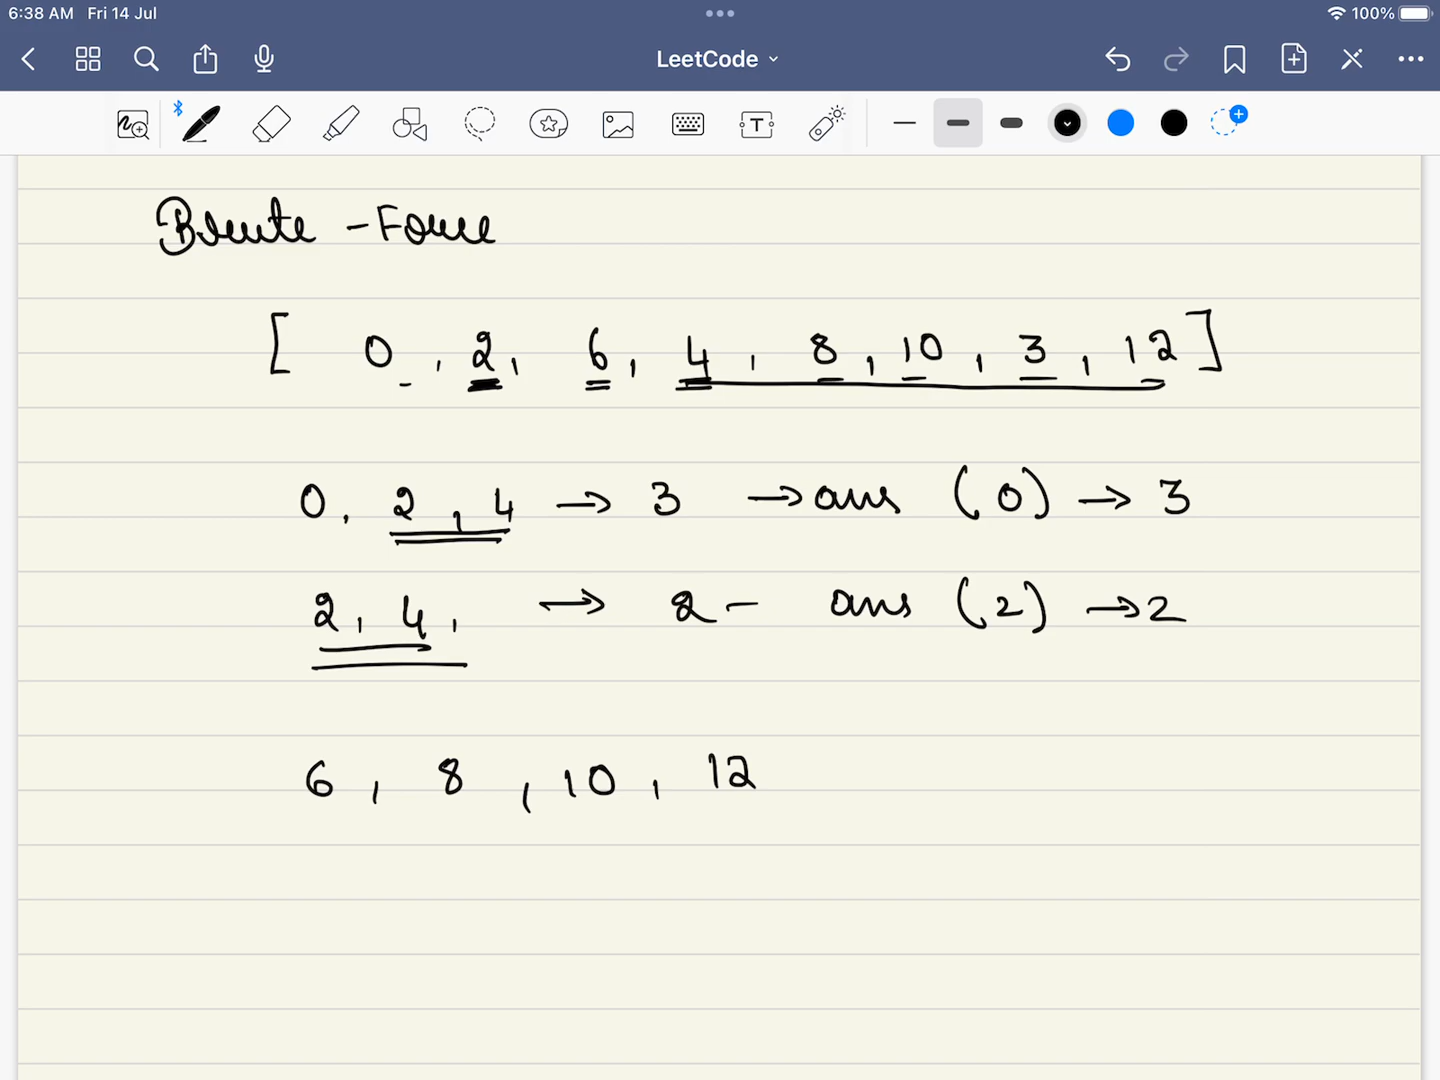 6:38 AM Fri 14 Jul
100%
LeetCode
T
Brute - Force
[ 0, 2, 6, 4, 8, 10, 3, 12 ]
0, 2, 4 → 3 → ans (0) → 3
2, 4, → 2 - ans (2) → 2
6, 8, 10, 12